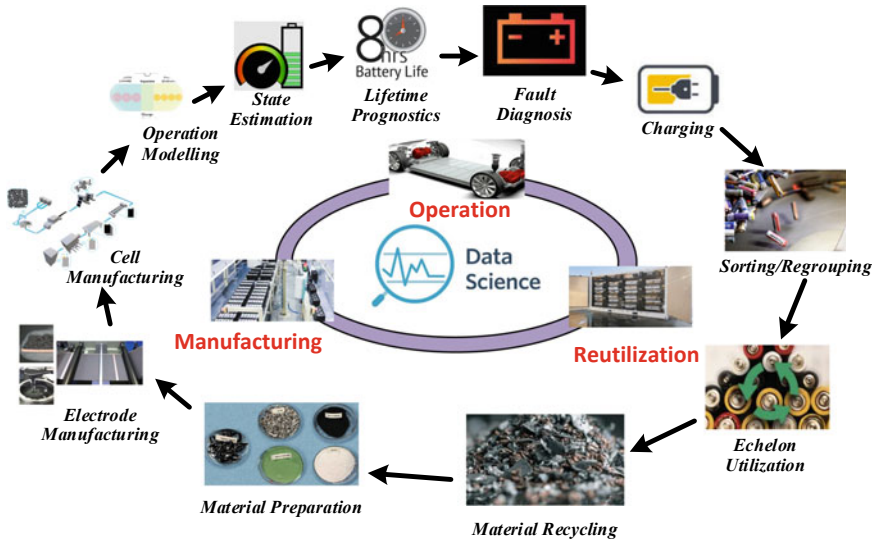 8
hrs
Battery Life
State
Estimation
Lifetime
Prognostics
Fault
Diagnosis
Charging
Operation
Modelling
Operation
Data
Science
Cell
Manufacturing
Sorting/Regrouping
Manufacturing
Reutilization
Electrode
Manufacturing
Echelon
Utilization
Material Preparation
Material Recycling